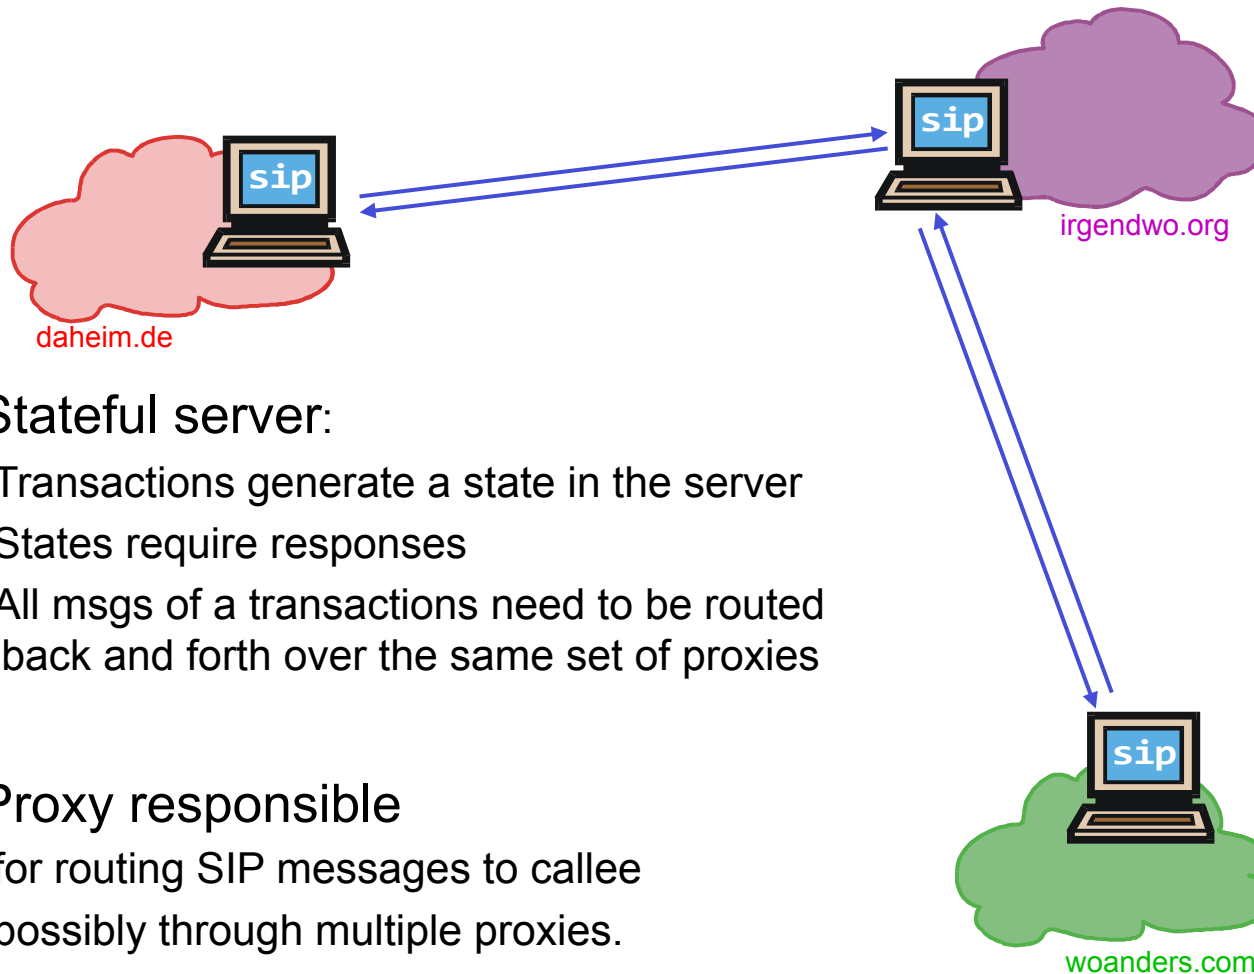 sip
sip
irgendwo.org
daheim.de
Stateful server:
Transactions generate a state in the server
States require responses
All msgs of a transactions need to be routed
back and forth over the same set of proxies
sip
Proxy responsible
for routing SIP messages to callee
possibly through multiple proxies.
woanders.com